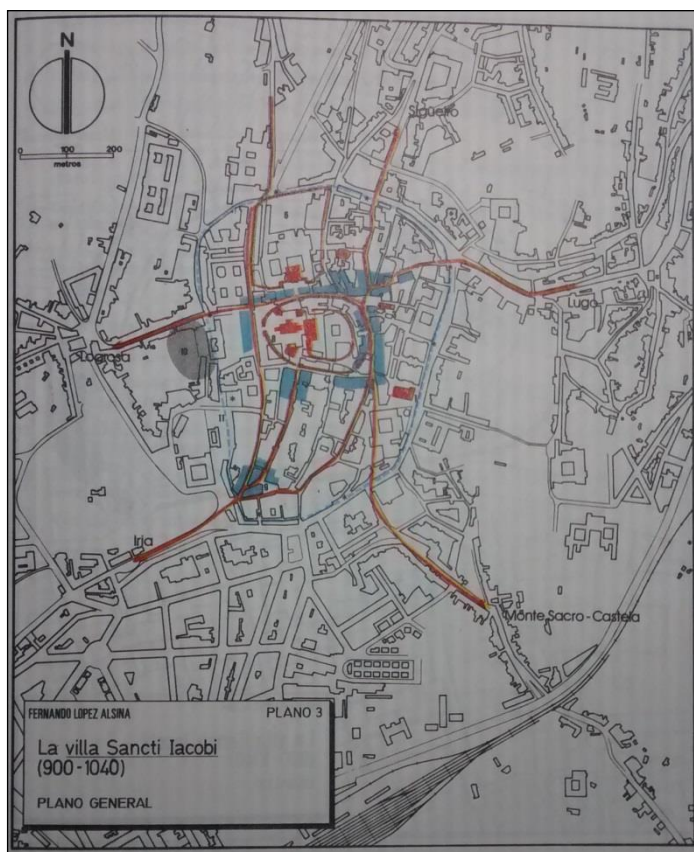 N
0 100 200
metros
Sigüeiro
Lugo
Logrosa
Iria
Monte Sacro - Castela
FERNANDO LOPEZ ALSINA
PLANO 3
La villa Sancti Iacobi
(900 - 1040)
PLANO GENERAL